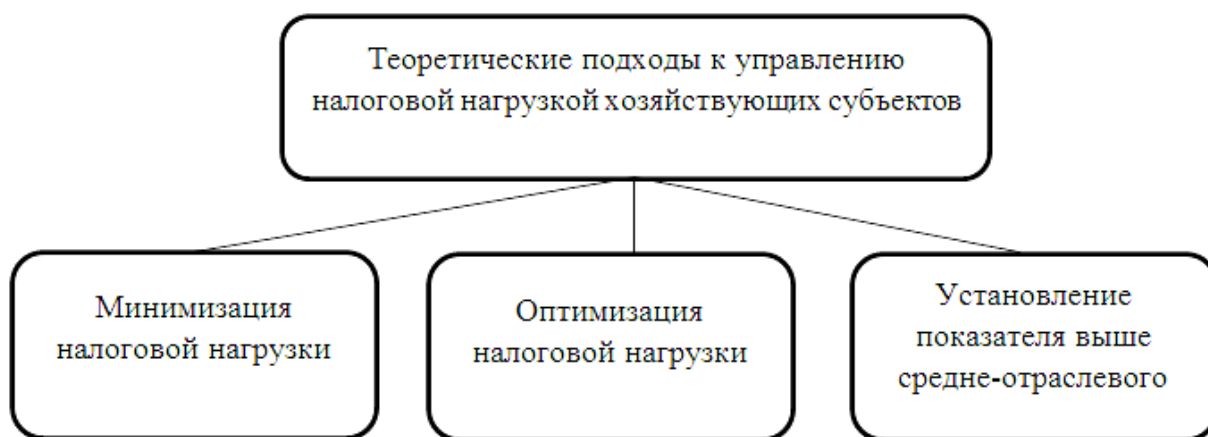 Теоретические подходы к управлению
налоговой нагрузкой хозяйствующих субъектов
Минимизация
налоговой нагрузки
Оптимизация
налоговой нагрузки
Установление
показателя выше
средне-отраслевого